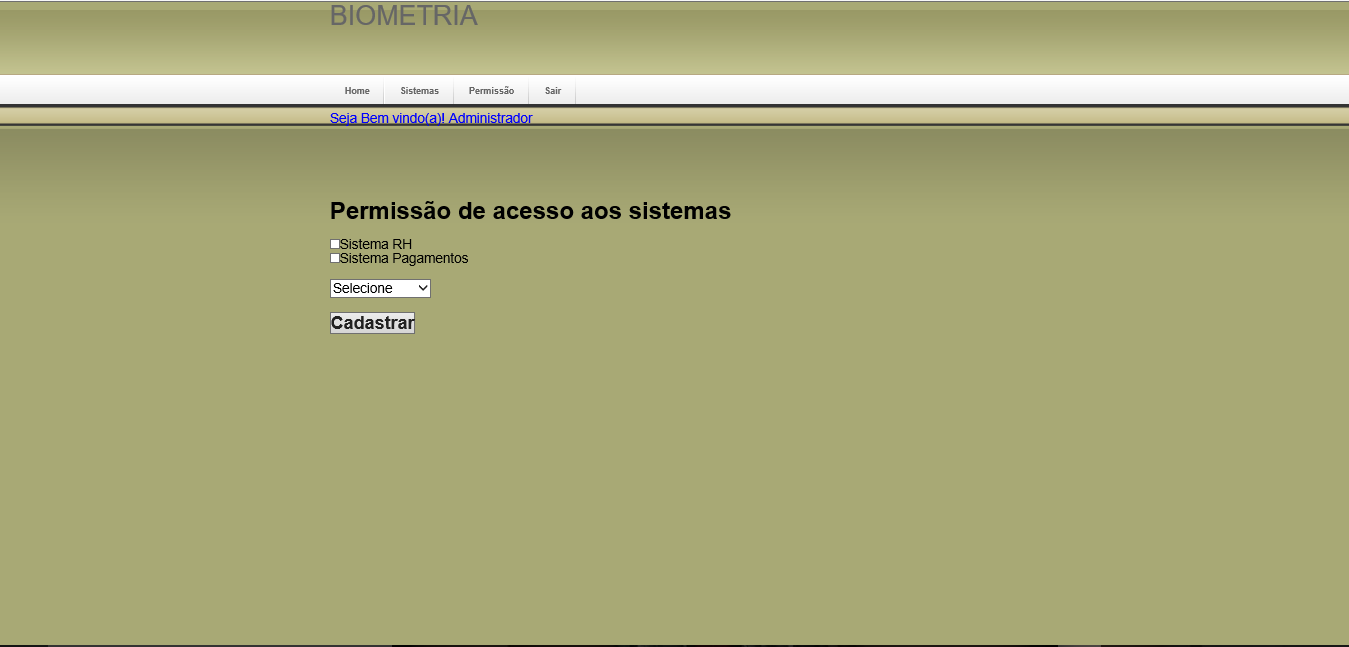 BIOMETRIA
Home Sistemas Permissão Sair
Seja Bem vindo(a)! Administrador
Permissão de acesso aos sistemas
Sistema RH
Sistema Pagamentos
Selecione
Cadastrar